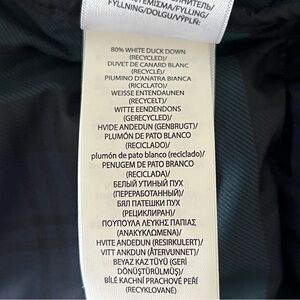 FYLLNING/DOLGU/VÝPLŇ:
80% WHITE DUCK DOWN
(RECYCLED)/
DUVET DE CANARD BLANC
(RECYCLÉ)/
PIUMINO D'ANATRA BIANCA
(RICICLATO)/
WEISSE ENTENDAUNEN
(RECYCELT)/
WITTE EENDENDONS
(GERECYCLED)/
HVIDE ANDEDUN (GENBRUGT)/
PLUMÓN DE PATO BLANCO
(RECICLADO)/
plumón de pato blanco (reciclado)/
PENUGEM DE PATO BRANCO
(RECICLADA)/
БЕЛЫЙ УТИНЫЙ ПУХ
(ПЕРЕРАБОТАННЫЙ)/
БЯЛ ПАТЕШКИ ПУХ
(РЕЦИКЛИРАН)/
ΠΟΥΠΟΥΛΑ ΛΕΥΚΗΣ ΠΑΠΙΑΣ
(ΑΝΑΚΥΚΛΩΜΕΝΑ)/
HVITE ANDEDUN (RESIRKULERT)/
VITT ANKDUN (ÅTERVUNNET)/
BEYAZ KAZ TÜYÜ (GERİ
DÖNÜŞTÜRÜLMÜŞ)/
BÍLÉ KACHNÍ PRACHOVÉ PEŘÍ
(RECYKLOVANÉ)